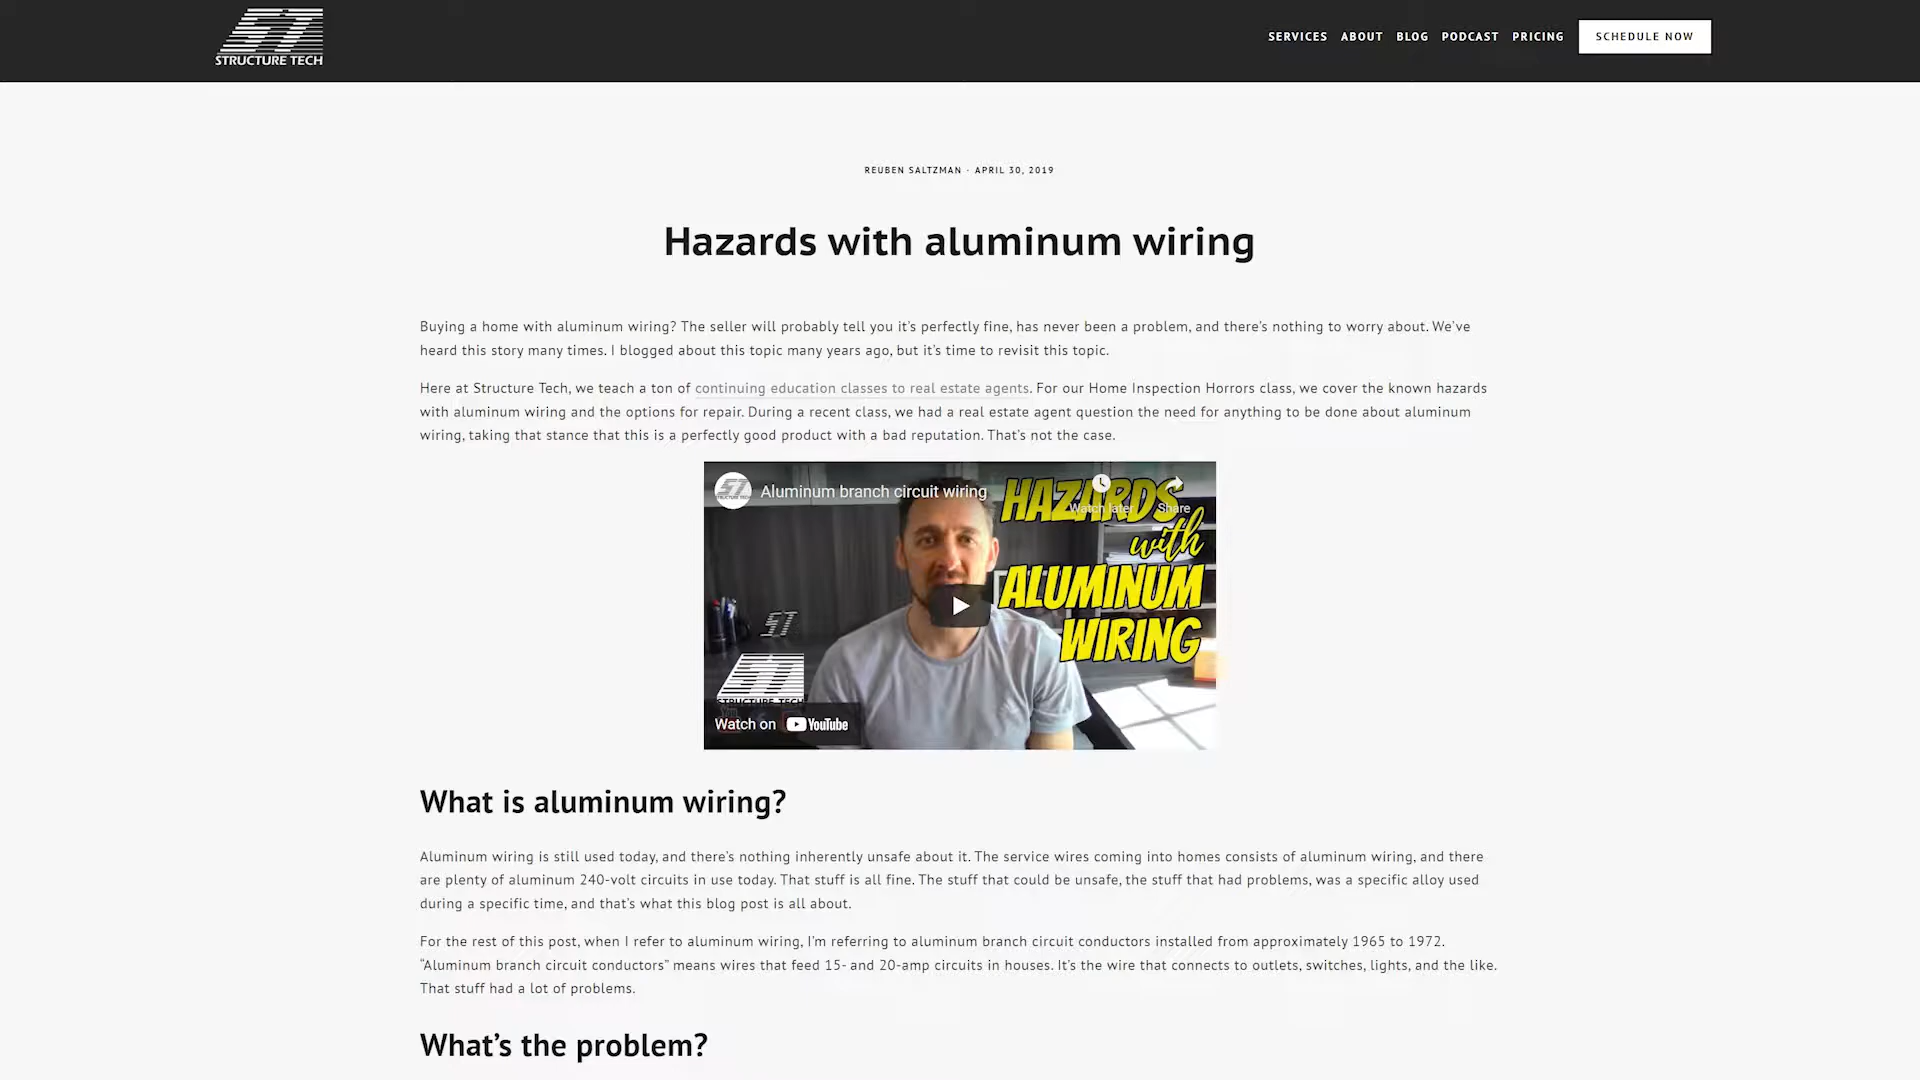 STRUCTURE TECH
SERVICES ABOUT BLOG PODCAST PRICING SCHEDULE NOW
REUBEN SALTZMAN · APRIL 30, 2019
Hazards with aluminum wiring
Buying a home with aluminum wiring? The seller will probably tell you it’s perfectly fine, has never been a problem, and there’s nothing to worry about. We’ve
heard this story many times. I blogged about this topic many years ago, but it’s time to revisit this topic.
Here at Structure Tech, we teach a ton of continuing education classes to real estate agents. For our Home Inspection Horrors class, we cover the known hazards
with aluminum wiring and the options for repair. During a recent class, we had a real estate agent question the need for anything to be done about aluminum
wiring, taking that stance that this is a perfectly good product with a bad reputation. That’s not the case.
Aluminum branch circuit wiring
Watch later Share
HAZARDS
with
ALUMINUM
WIRING
STRUCTURE TECH
Watch on YouTube
What is aluminum wiring?
Aluminum wiring is still used today, and there’s nothing inherently unsafe about it. The service wires coming into homes consists of aluminum wiring, and there
are plenty of aluminum 240-volt circuits in use today. That stuff is all fine. The stuff that could be unsafe, the stuff that had problems, was a specific alloy used
during a specific time, and that’s what this blog post is all about.
For the rest of this post, when I refer to aluminum wiring, I’m referring to aluminum branch circuit conductors installed from approximately 1965 to 1972.
“Aluminum branch circuit conductors” means wires that feed 15- and 20-amp circuits in houses. It’s the wire that connects to outlets, switches, lights, and the like.
That stuff had a lot of problems.
What’s the problem?